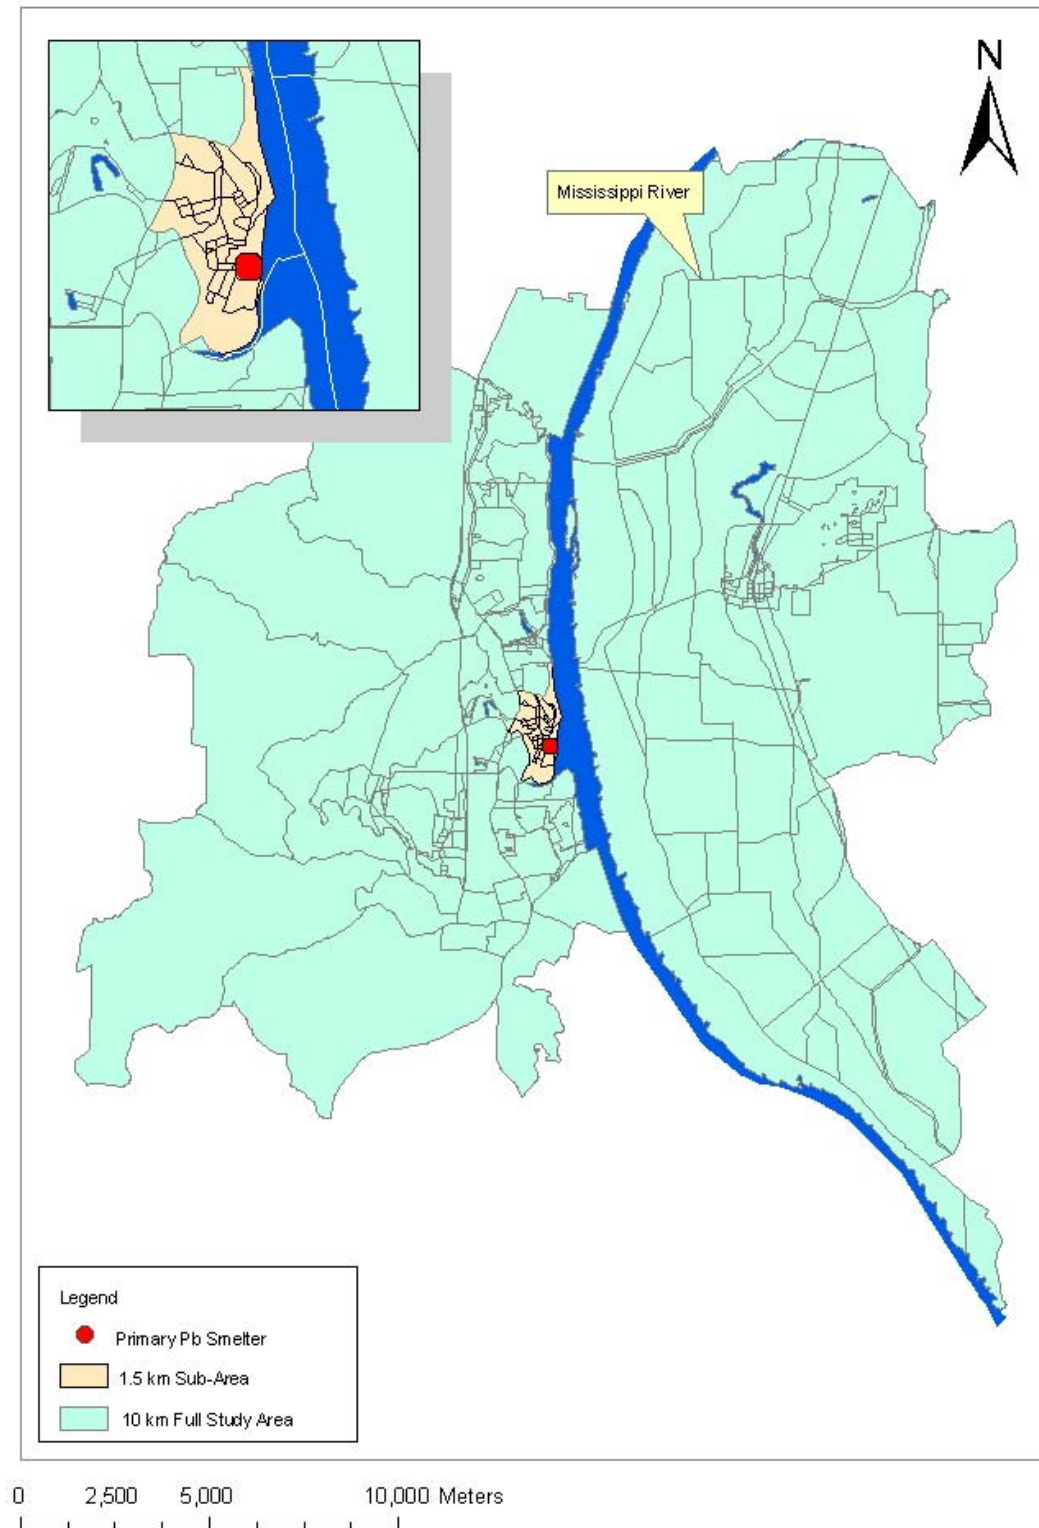 N
Mississippi River
Legend
Primary Pb Smelter
1.5 km Sub-Area
10 km Full Study Area
0 2,500 5,000 10,000 Meters